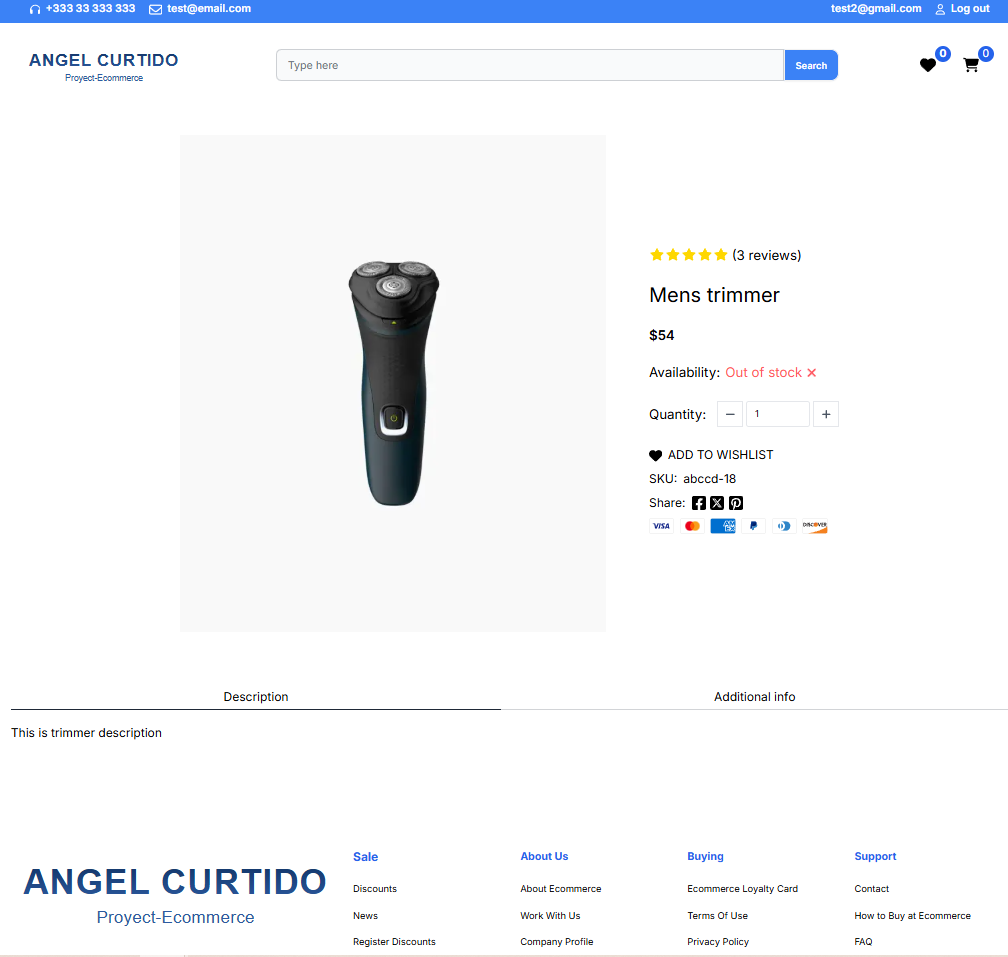 +333 33 333 333 test@email.com test2@gmail.com Log out
ANGEL CURTIDO
Proyect-Ecommerce
Type here Search
0 0
(3 reviews)
Mens trimmer
$54
Availability: Out of stock
Quantity: − 1 +
ADD TO WISHLIST
SKU: abccd-18
Share:
VISA AMEX DISCOVER
Description Additional info
This is trimmer description
ANGEL CURTIDO
Proyect-Ecommerce
Sale About Us Buying Support
Discounts About Ecommerce Ecommerce Loyalty Card Contact
News Work With Us Terms Of Use How to Buy at Ecommerce
Register Discounts Company Profile Privacy Policy FAQ